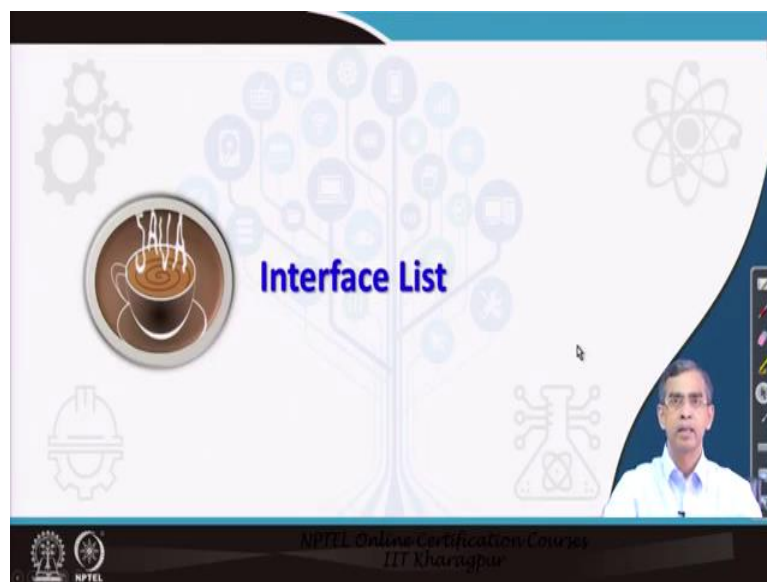 JAVA
Interface List
NPTEL Online Certification Courses
IIT Kharagpur
NPTEL